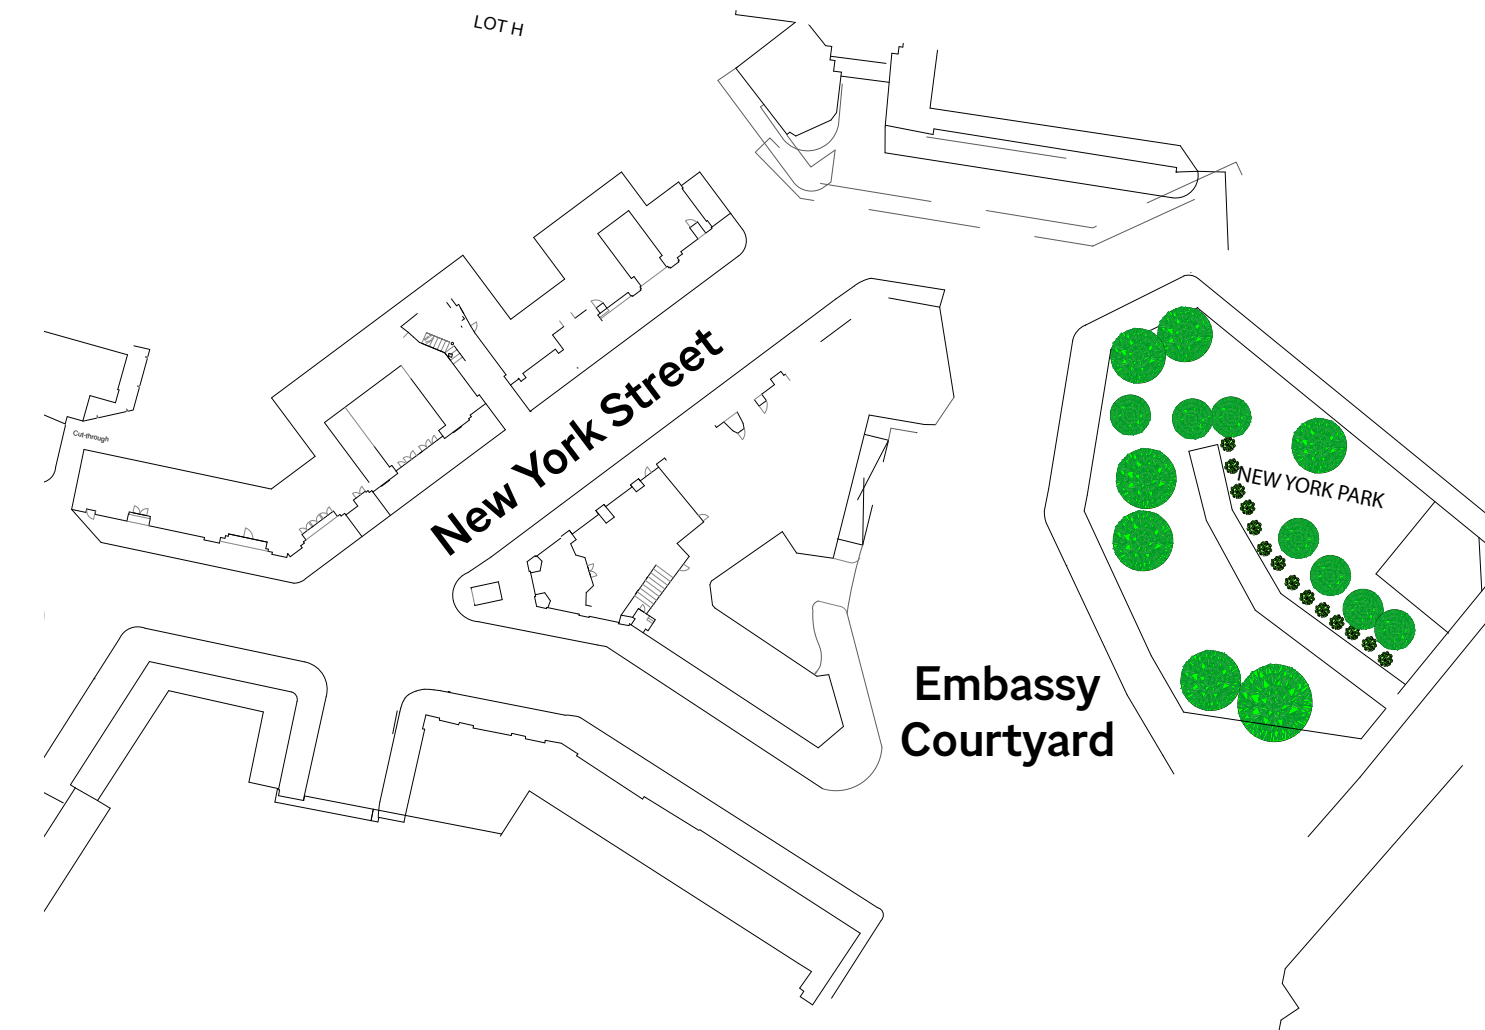 LOT H
New York Street
Cut-through
NEW YORK PARK
Embassy
Courtyard